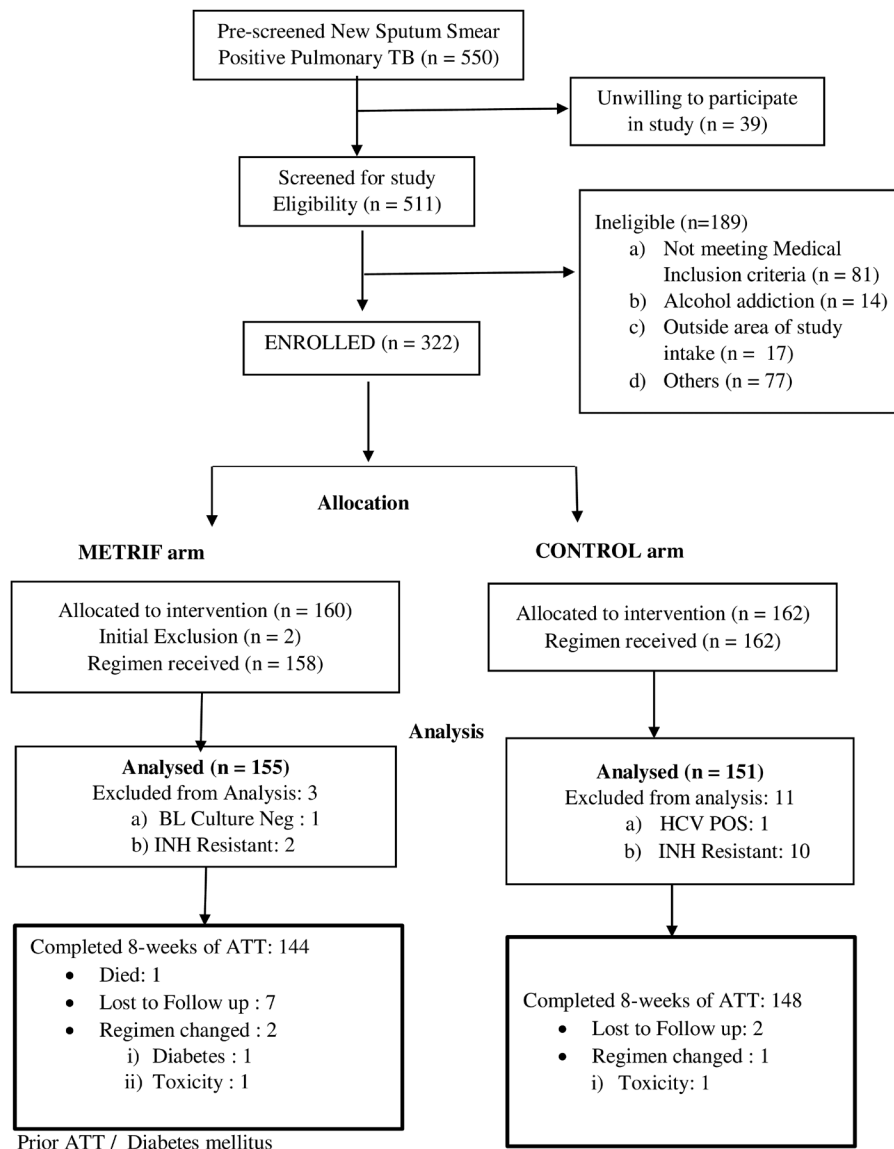 Pre-screened New Sputum Smear
Positive Pulmonary TB (n = 550)
Unwilling to participate
in study (n = 39)
Screened for study
Eligibility (n = 511)
Ineligible (n=189)
a) Not meeting Medical
Inclusion criteria (n = 81)
b) Alcohol addiction (n = 14)
c) Outside area of study
intake (n = 17)
d) Others (n = 77)
ENROLLED (n = 322)
Allocation
METRIF arm
CONTROL arm
Allocated to intervention (n = 160)
Initial Exclusion (n = 2)
Regimen received (n = 158)
Allocated to intervention (n = 162)
Regimen received (n = 162)
Analysis
Analysed (n = 155)
Excluded from Analysis: 3
a) BL Culture Neg : 1
b) INH Resistant: 2
Analysed (n = 151)
Excluded from analysis: 11
a) HCV POS: 1
b) INH Resistant: 10
Completed 8-weeks of ATT: 144
• Died: 1
• Lost to Follow up : 7
• Regimen changed : 2
i) Diabetes : 1
ii) Toxicity : 1
Completed 8-weeks of ATT: 148
• Lost to Follow up: 2
• Regimen changed : 1
i) Toxicity: 1
Prior ATT / Diabetes mellitus